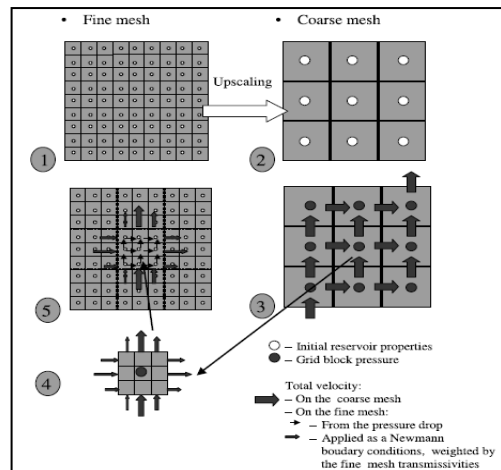 • Fine mesh
• Coarse mesh
Upscaling
1
2
5
3
4
– Initial reservoir properties
– Grid block pressure
Total velocity:
– On the coarse mesh
– On the fine mesh:
– From the pressure drop
– Applied as a Newmann
boudary conditions, weighted by
the fine mesh transmissivities